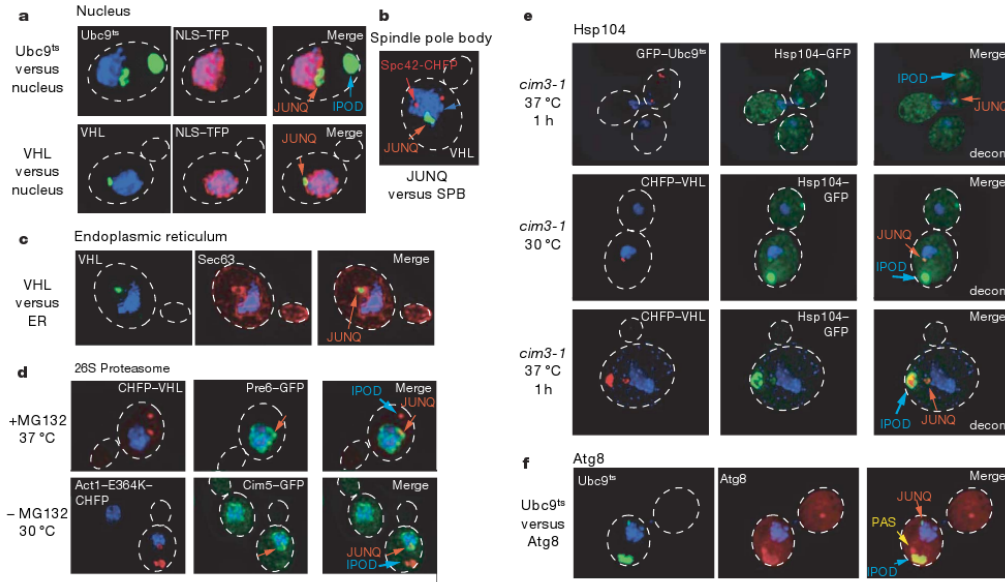 a Nucleus
Ubc9ts
versus
nucleus
Ubc9ts
NLS–TFP
Merge
JUNQ
IPOD
VHL
versus
nucleus
VHL
NLS–TFP
Merge
JUNQ
b
Spindle pole body
Spc42-CHFP
JUNQ
VHL
JUNQ
versus SPB
c Endoplasmic reticulum
VHL
versus
ER
VHL
Sec63
Merge
JUNQ
d 26S Proteasome
+MG132
37 °C
CHFP–VHL
Pre6–GFP
Merge
IPOD
JUNQ
– MG132
30 °C
Act1–E364K–
CHFP
Cim5–GFP
Merge
JUNQ
IPOD
e
Hsp104
cim3-1
37 °C
1 h
GFP–Ubc9ts
Hsp104–GFP
Merge
IPOD
JUNQ
decon
cim3-1
30 °C
CHFP–VHL
Hsp104–
GFP
Merge
JUNQ
IPOD
decon
cim3-1
37 °C
1 h
CHFP–VHL
Hsp104–
GFP
Merge
IPOD
JUNQ
decon
f Atg8
Ubc9ts
versus
Atg8
Ubc9ts
Atg8
Merge
JUNQ
PAS
IPOD